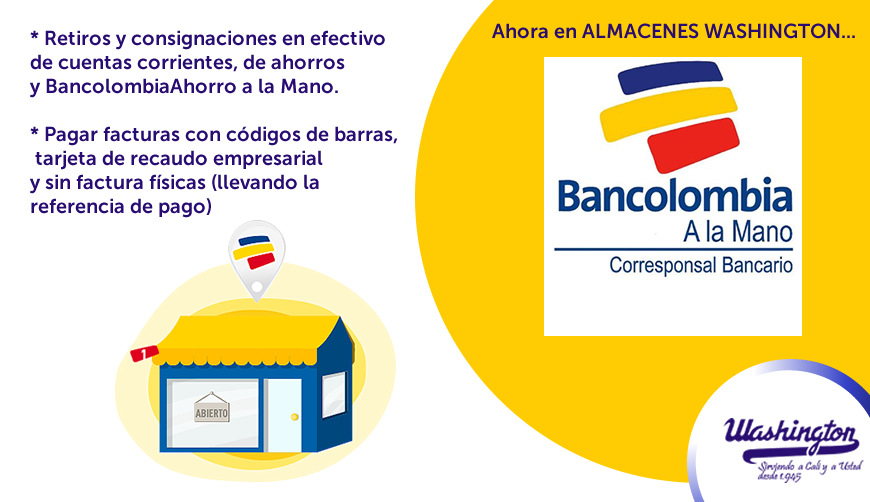 * Retiros y consignaciones en efectivo
de cuentas corrientes, de ahorros
y BancolombiaAhorro a la Mano.
* Pagar facturas con códigos de barras,
tarjeta de recaudo empresarial
y sin factura físicas (llevando la
referencia de pago)
1
ABIERTO
Ahora en ALMACENES WASHINGTON...
Bancolombia
A la Mano
Corresponsal Bancario
Washington
Sirviendo a Cali y a Usted
desde 1.945